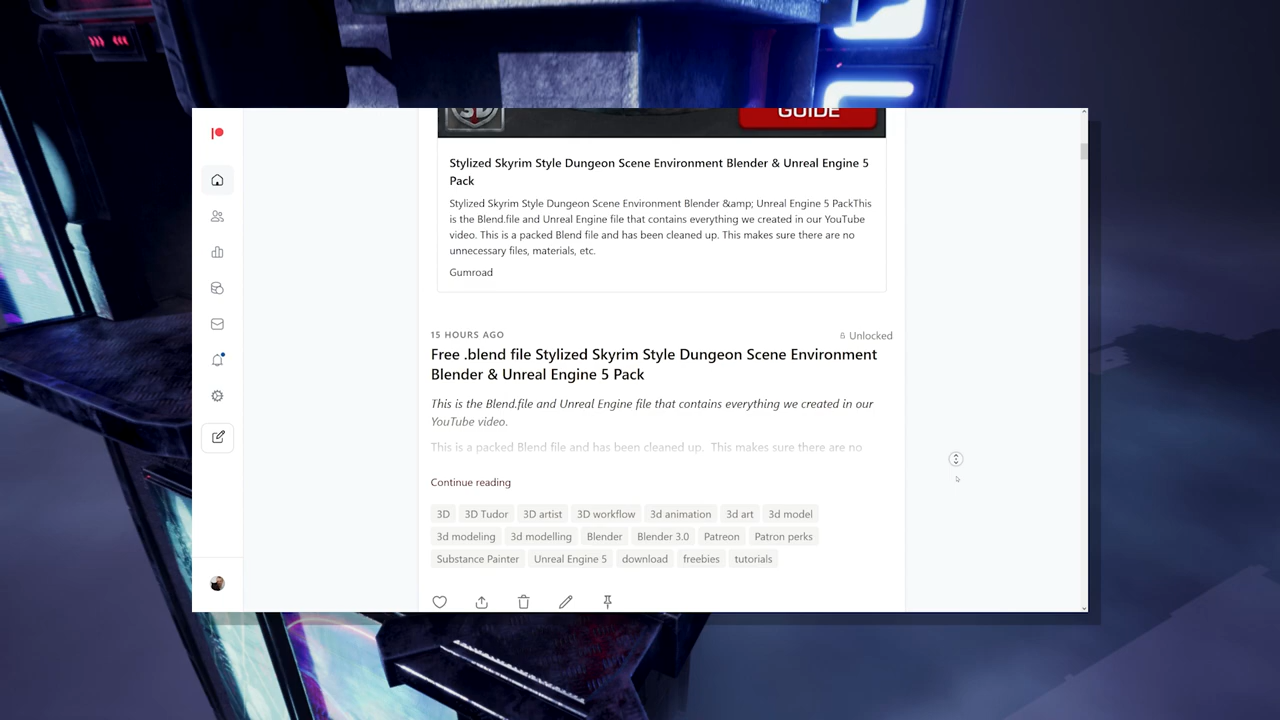 3D
GUIDE
Stylized Skyrim Style Dungeon Scene Environment Blender & Unreal Engine 5
Pack
Stylized Skyrim Style Dungeon Scene Environment Blender &amp; Unreal Engine 5 PackThis
is the Blend.file and Unreal Engine file that contains everything we created in our YouTube
video. This is a packed Blend file and has been cleaned up. This makes sure there are no
unnecessary files, materials, etc.
Gumroad
15 HOURS AGO
Unlocked
Free .blend file Stylized Skyrim Style Dungeon Scene Environment
Blender & Unreal Engine 5 Pack
This is the Blend.file and Unreal Engine file that contains everything we created in our
YouTube video.
This is a packed Blend file and has been cleaned up.  This makes sure there are no
Continue reading
3D 3D Tudor 3D artist 3D workflow 3d animation 3d art 3d model
3d modeling 3d modelling Blender Blender 3.0 Patreon Patron perks
Substance Painter Unreal Engine 5 download freebies tutorials